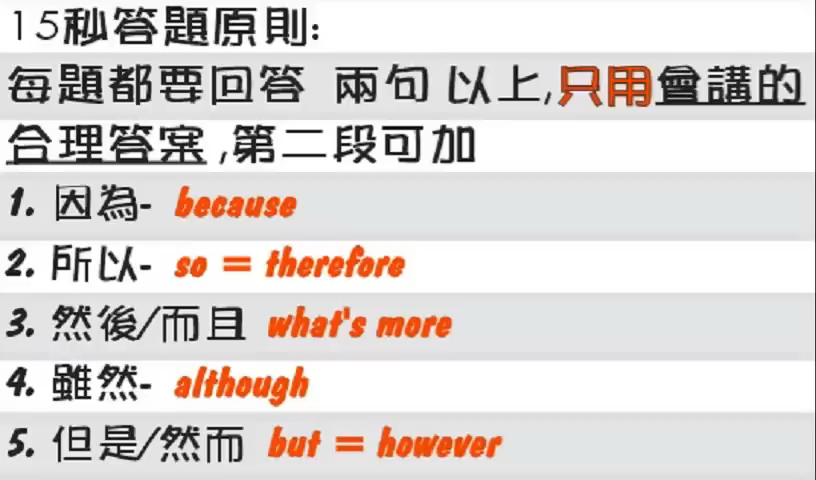 15秒答題原則:
每題都要回答 兩句 以上,只用會講的
合理答案 ,第二段可加
1. 因為- because
2. 所以- so = therefore
3. 然後/而且 what's more
4. 雖然- although
5. 但是/然而 but = however